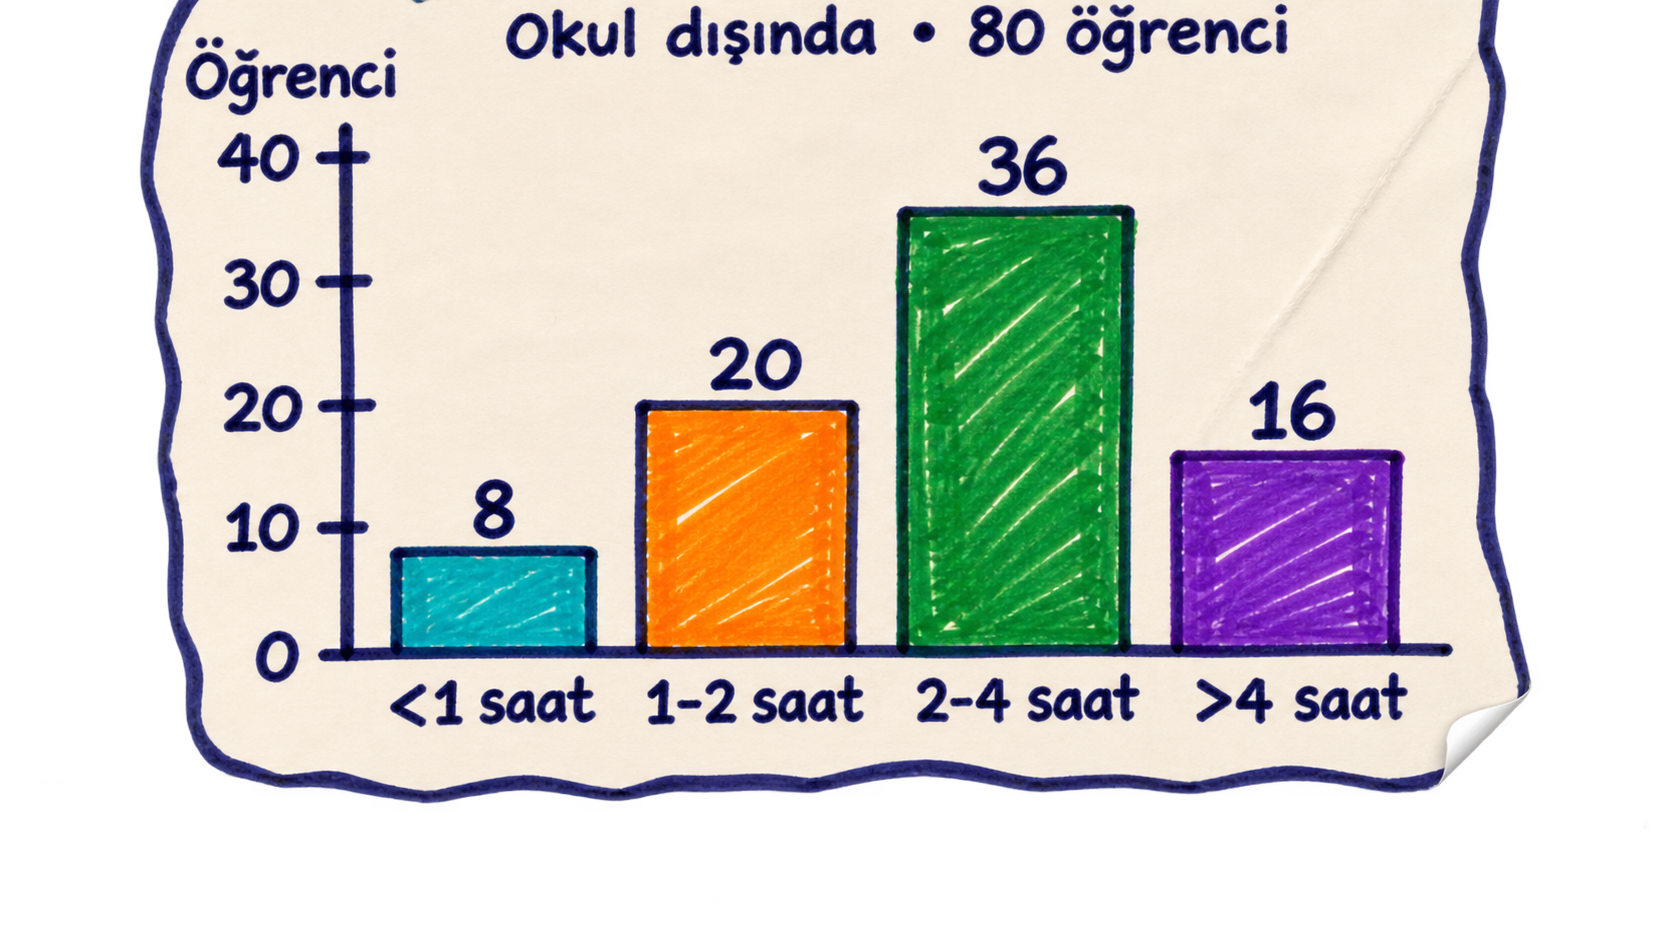 Okul dışında • 80 öğrenci
Öğrenci
40
30
20
10
0
8
20
36
16
<1 saat
1-2 saat
2-4 saat
>4 saat